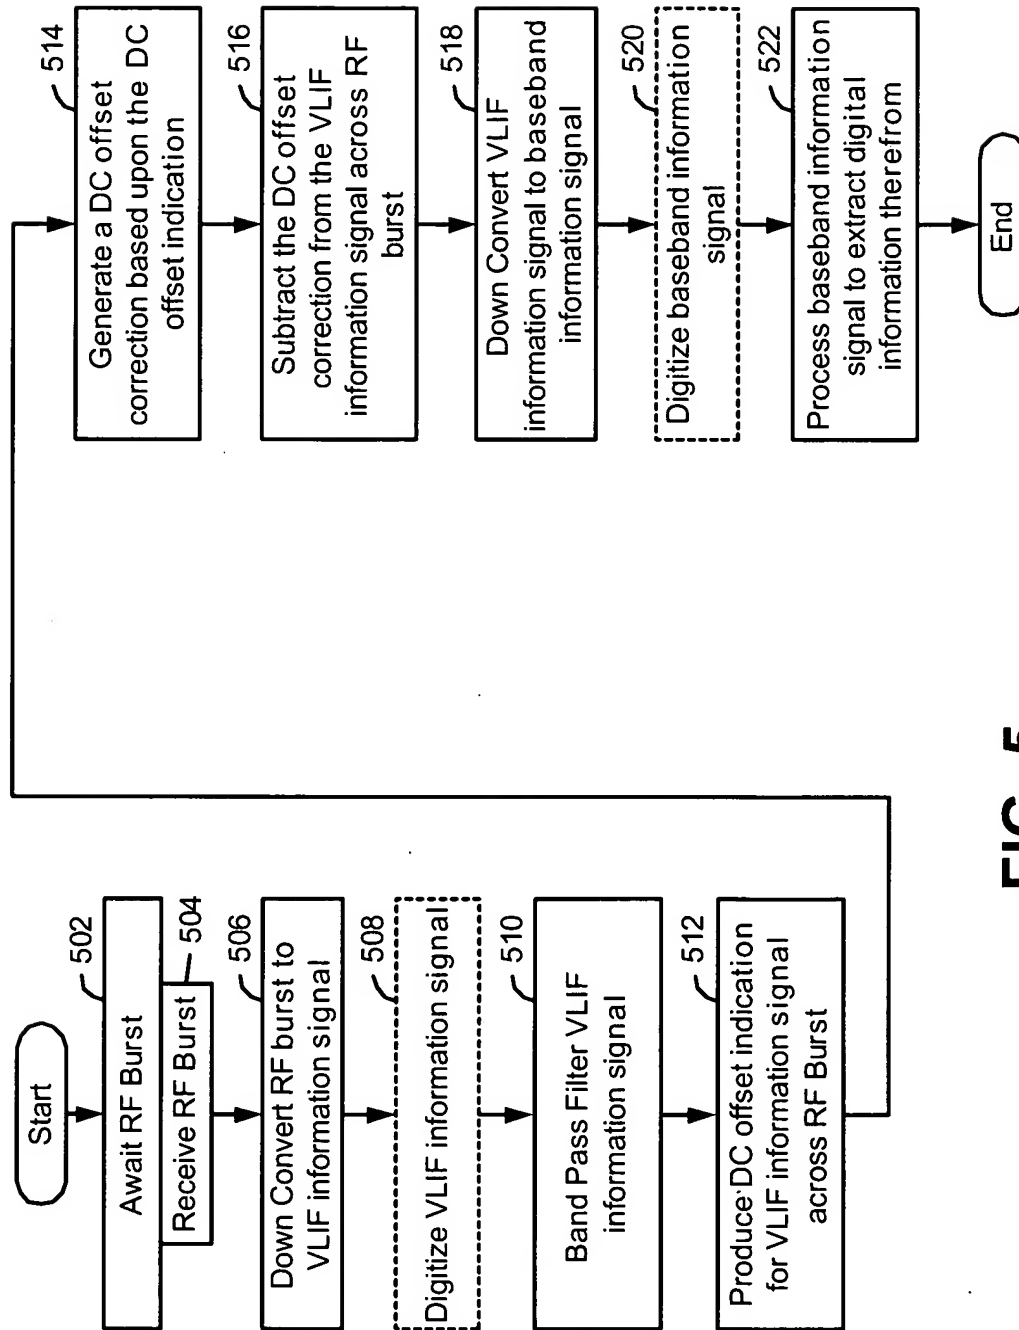 Start
502
Await RF Burst
504
Receive RF Burst
506
Down Convert RF burst to
VLIF information signal
508
Digitize VLIF information signal
510
Band Pass Filter VLIF
information signal
512
Produce DC offset indication
for VLIF information signal
across RF Burst
514
Generate a DC offset
correction based upon the DC
offset indication
516
Subtract the DC offset
correction from the VLIF
information signal across RF
burst
518
Down Convert VLIF
information signal to baseband
information signal
520
Digitize baseband information
signal
522
Process baseband information
signal to extract digital
information therefrom
End
FIG. 5